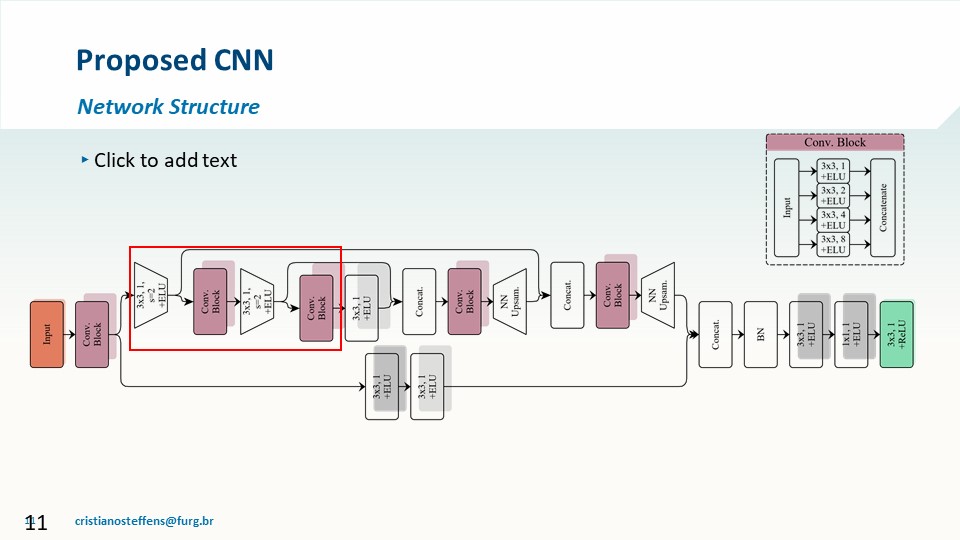 Proposed CNN
Network Structure
▸ Click to add text
Conv. Block
Input
3x3, 1
+ELU
3x3, 2
+ELU
3x3, 4
+ELU
3x3, 8
+ELU
Concatenate
Input
Conv.
Block
3x3, 1,
s=2
+ELU
Conv.
Block
3x3, 1,
s=2
+ELU
Conv.
Block
3x3, 1
+ELU
Concat.
Conv.
Block
NN
Upsam.
Concat.
Conv.
Block
NN
Upsam.
3x3, 1
+ELU
3x3, 1
+ELU
Concat.
BN
3x3, 1
+ELU
1x1, 1
+ELU
3x3, 1
+ReLU
11
11
cristianosteffens@furg.br